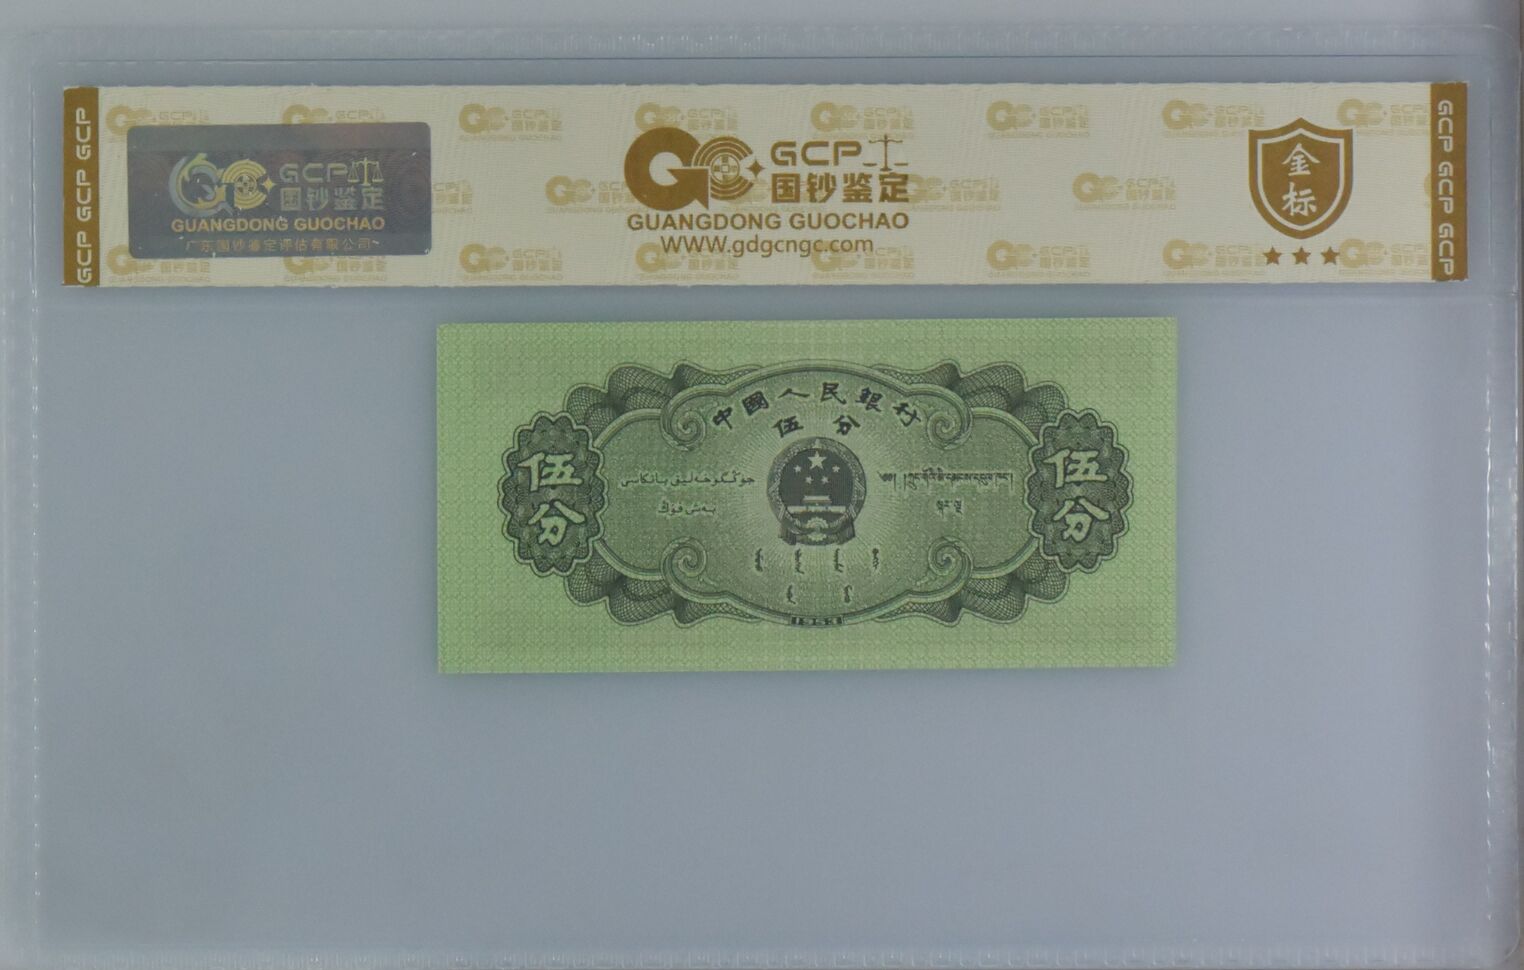 GCP GCP GCP
GCP
国钞鉴定
GUANGDONG GUOCHAO
广东国钞鉴定评估有限公司
GCP
国钞鉴定
GUANGDONG GUOCHAO
WWW.gdgcngc.com
金
标
GCP GCP GCP
中國人民銀行
伍分
伍
分
伍
分
1953